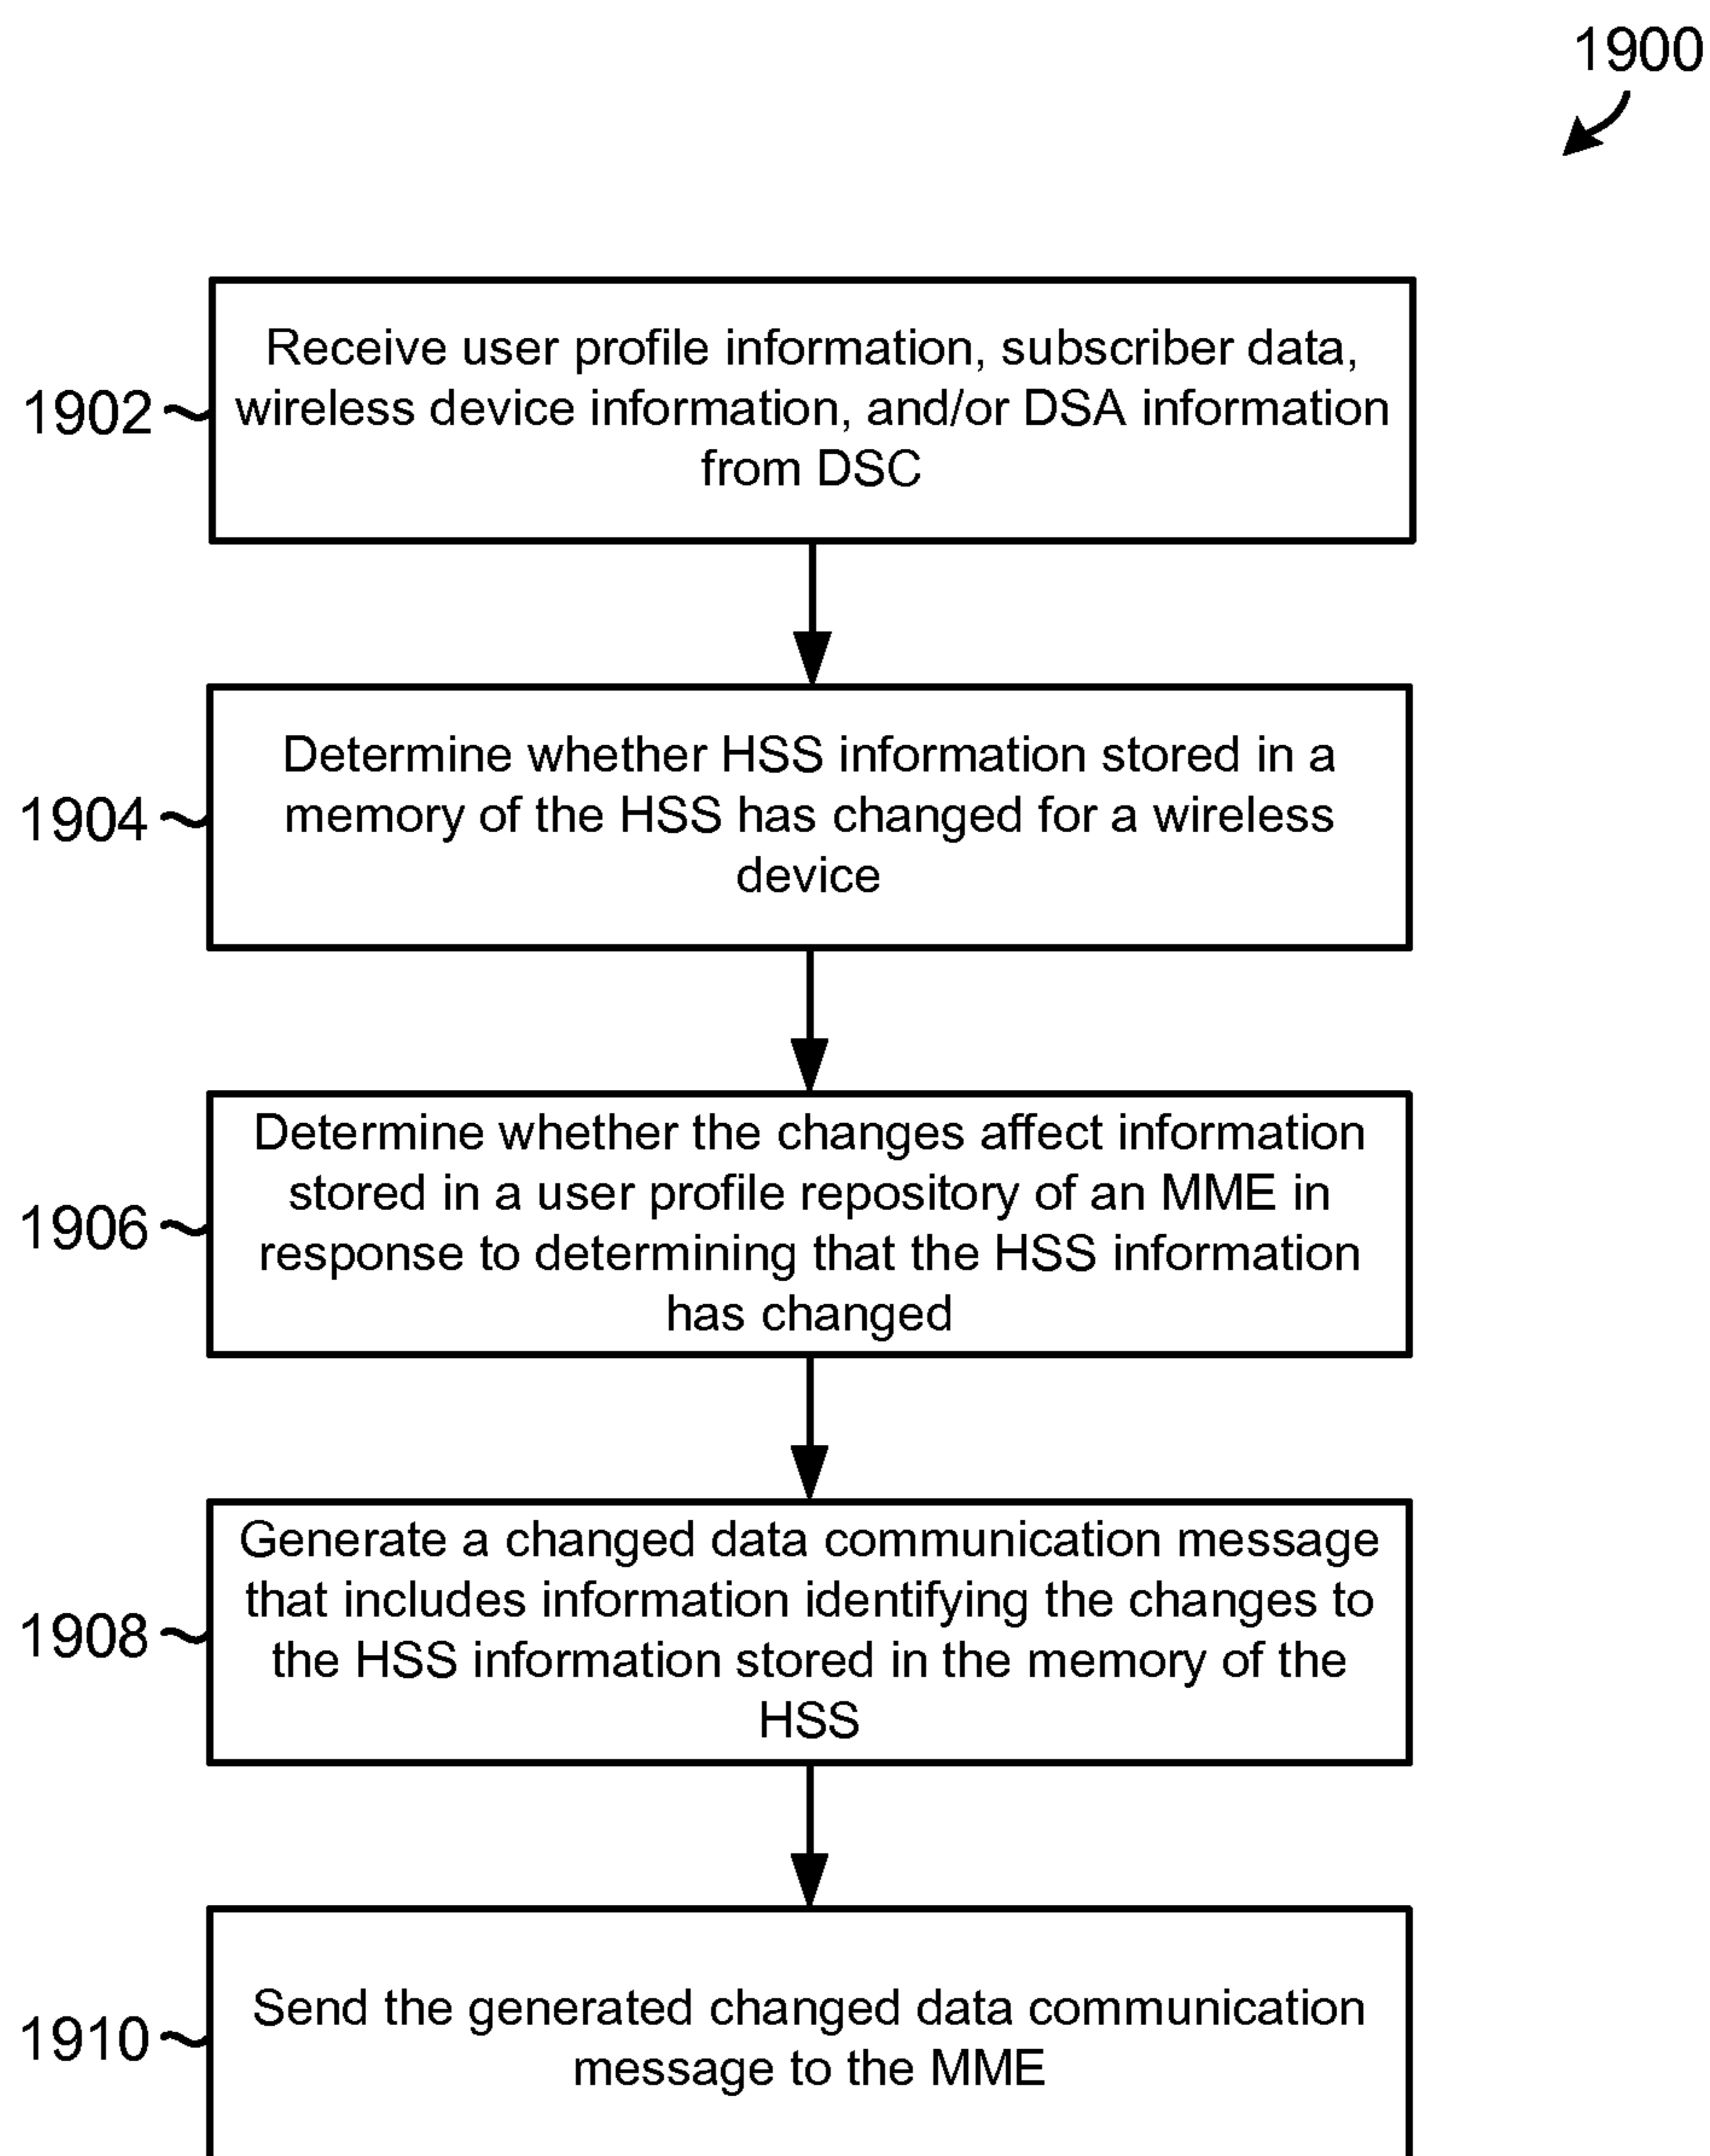 1900
1902
Receive user profile information, subscriber data,
wireless device information, and/or DSA information
from DSC
1904
Determine whether HSS information stored in a
memory of the HSS has changed for a wireless
device
1906
Determine whether the changes affect information
stored in a user profile repository of an MME in
response to determining that the HSS information
has changed
1908
Generate a changed data communication message
that includes information identifying the changes to
the HSS information stored in the memory of the
HSS
1910
Send the generated changed data communication
message to the MME